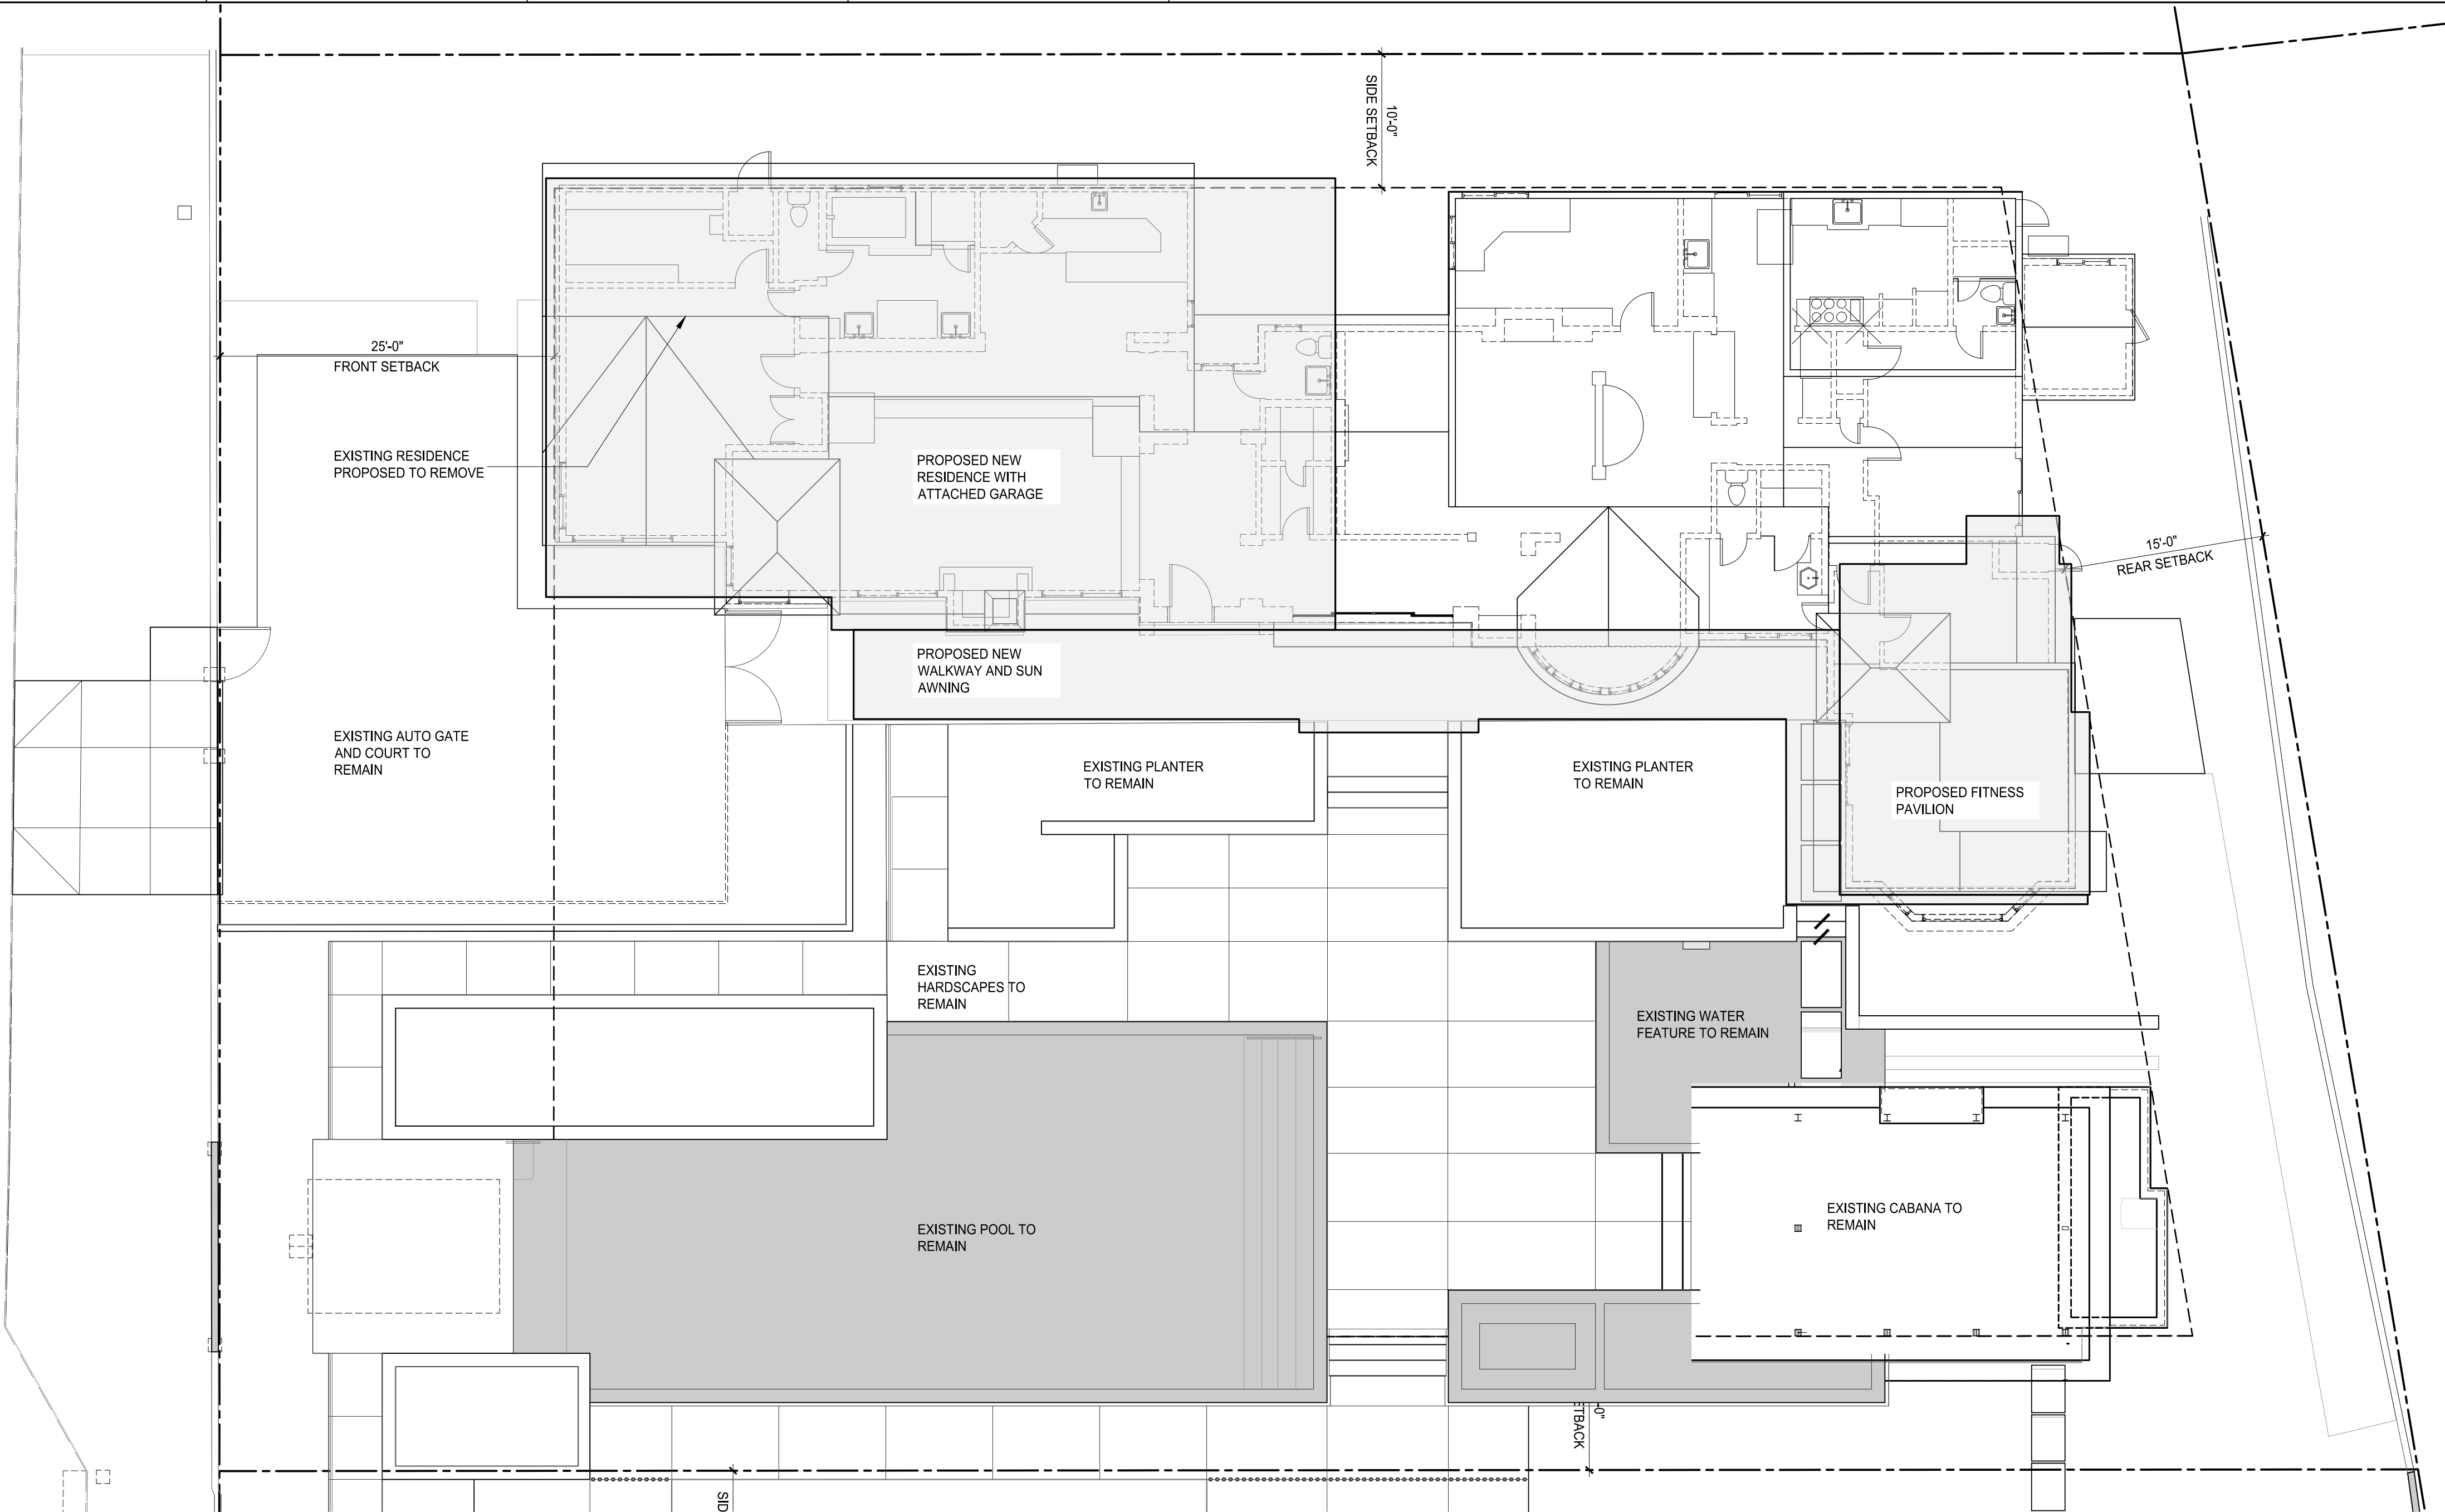 10'-0"
SIDE SETBACK
25'-0"
FRONT SETBACK
EXISTING RESIDENCE
PROPOSED TO REMOVE
PROPOSED NEW
RESIDENCE WITH
ATTACHED GARAGE
15'-0"
REAR SETBACK
PROPOSED NEW
WALKWAY AND SUN
AWNING
EXISTING AUTO GATE
AND COURT TO
REMAIN
EXISTING PLANTER
TO REMAIN
EXISTING PLANTER
TO REMAIN
PROPOSED FITNESS
PAVILION
EXISTING
HARDSCAPES TO
REMAIN
EXISTING WATER
FEATURE TO REMAIN
EXISTING POOL TO
REMAIN
EXISTING CABANA TO
REMAIN